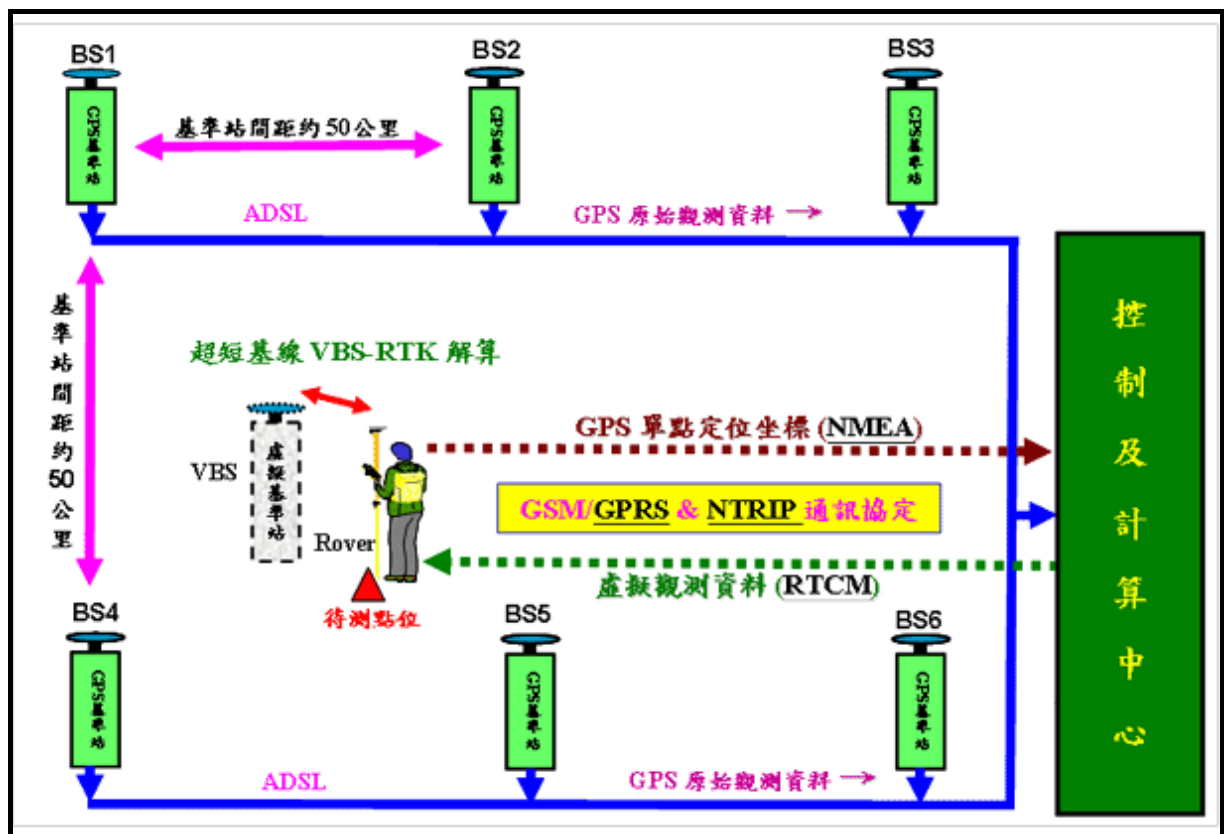 BS1
BS2
BS3
GPS基準站
GPS基準站
GPS基準站
基準站間距約50公里
ADSL
GPS 原始觀測資料 →
基準站間距約50公里
超短基線 VBS-RTK 解算
VBS
虛擬基準站
Rover
待測點位
GPS 單點定位坐標 (NMEA)
GSM/GPRS & NTRIP 通訊協定
虛擬觀測資料 (RTCM)
控制及計算中心
BS4
BS5
BS6
GPS基準站
GPS基準站
GPS基準站
ADSL
GPS 原始觀測資料 →